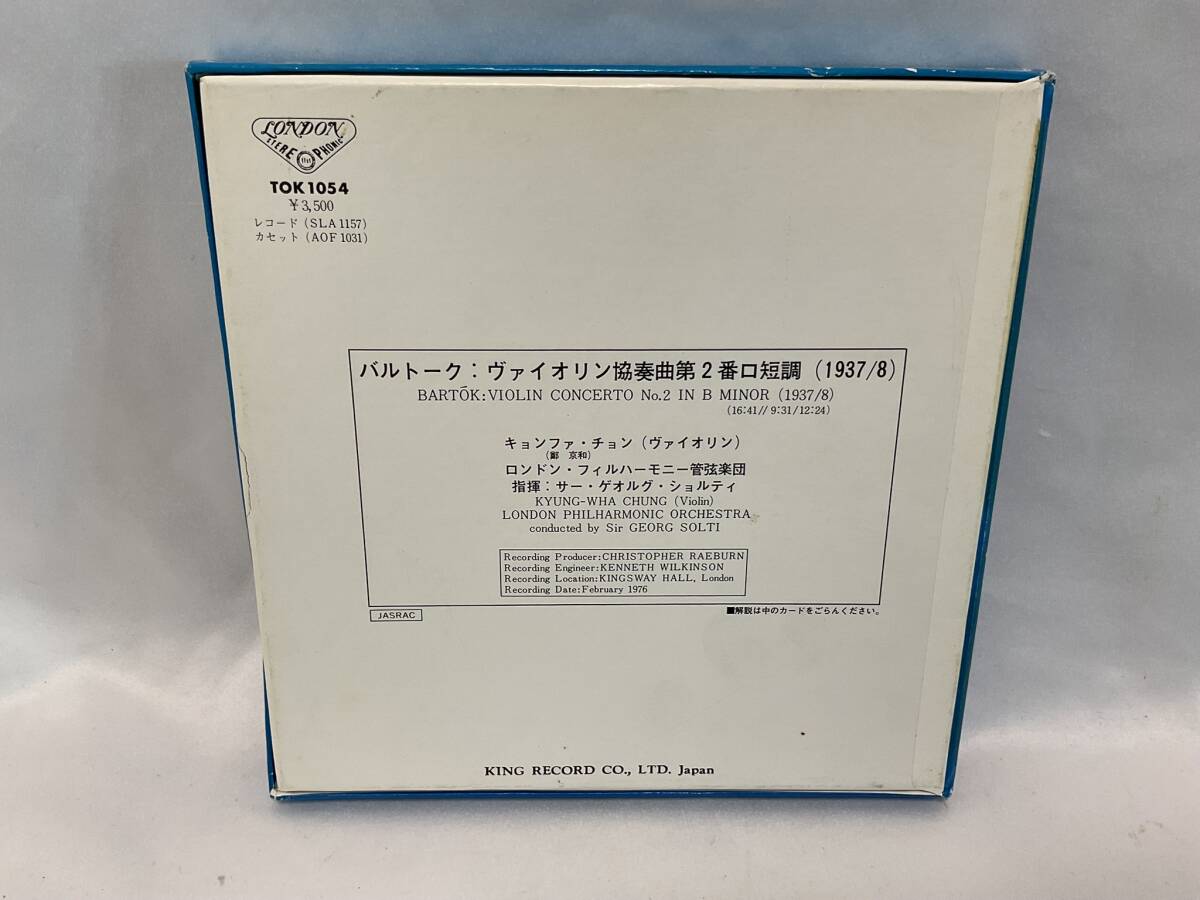 LONDON
STEREOPHONIC
TOK 1054
¥3,500
レコード (SLA 1157)
カセット (AOF 1031)
バルトーク：ヴァイオリン協奏曲第2番ロ短調 (1937/8)
BARTÓK:VIOLIN CONCERTO No.2 IN B MINOR (1937/8)
(16:41// 9:31/12:24)
キョンファ・チョン (ヴァイオリン)
(鄭 京和)
ロンドン・フィルハーモニー管弦楽団
指揮：サー・ゲオルグ・ショルティ
KYUNG-WHA CHUNG (Violin)
LONDON PHILHARMONIC ORCHESTRA
conducted by Sir GEORG SOLTI
Recording Producer:CHRISTOPHER RAEBURN
Recording Engineer:KENNETH WILKINSON
Recording Location:KINGSWAY HALL, London
Recording Date:February 1976
JASRAC
■解説は中のカードをごらんください。
KING RECORD CO., LTD. Japan